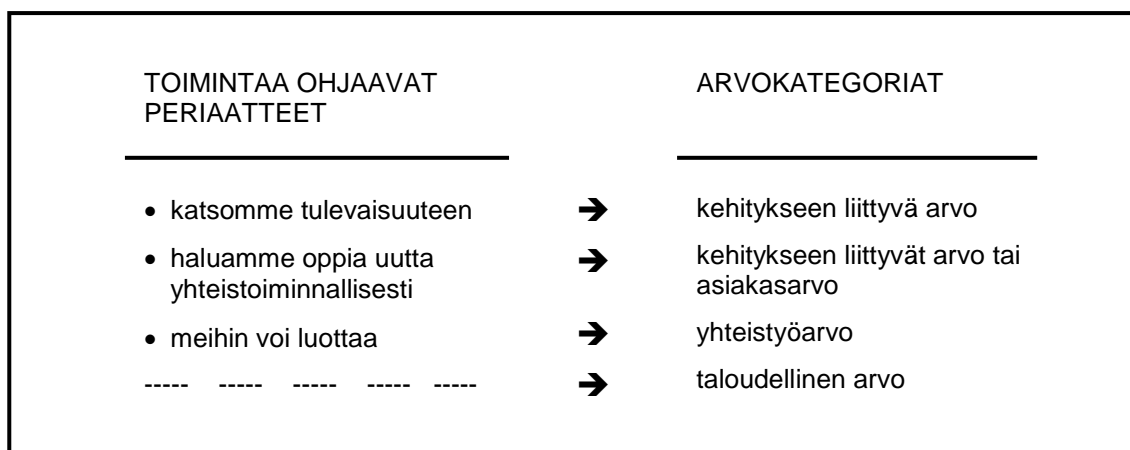 TOIMINTAA OHJAAVAT
PERIAATTEET
ARVOKATEGORIAT
• katsomme tulevaisuuteen → kehitykseen liittyvä arvo
• haluamme oppia uutta → kehitykseen liittyvät arvo tai
yhteistoiminnallisesti asiakasarvo
• meihin voi luottaa → yhteistyöarvo
----- ----- ----- ----- ----- → taloudellinen arvo